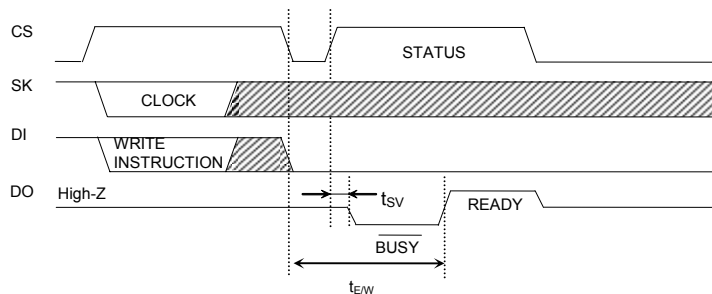 CS
STATUS
SK
CLOCK
DI
WRITE
INSTRUCTION
DO
High-Z
tSV
READY
BUSY
tE/W